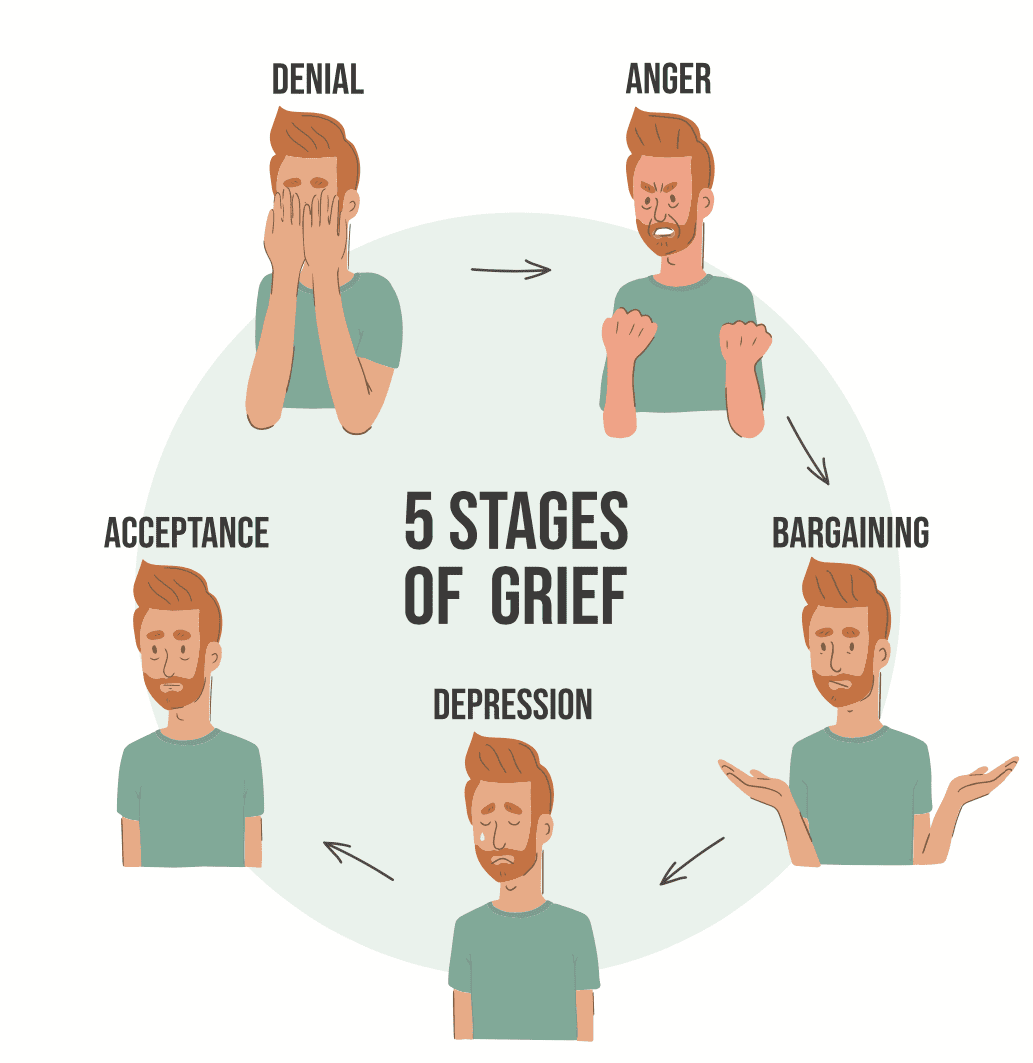 DENIAL
ANGER
5 STAGES
OF GRIEF
ACCEPTANCE
BARGAINING
DEPRESSION